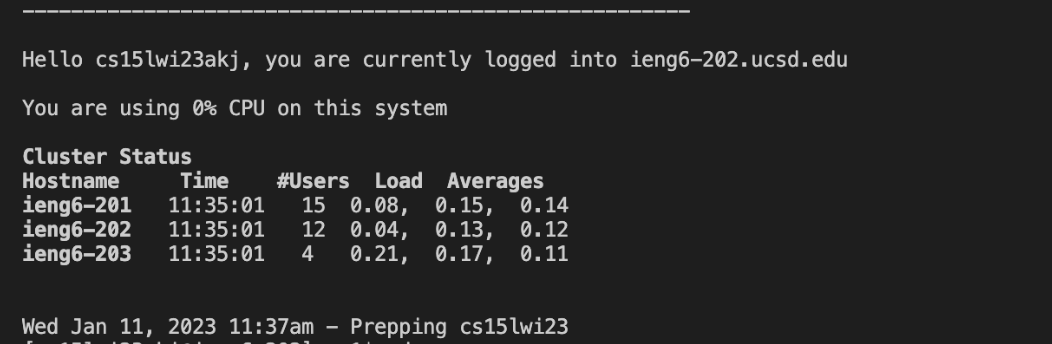 Hello cs15lwi23akj, you are currently logged into ieng6-202.ucsd.edu
You are using 0% CPU on this system
Cluster Status
Hostname     Time    #Users  Load  Averages
ieng6-201   11:35:01   15  0.08,  0.15,  0.14
ieng6-202   11:35:01   12  0.04,  0.13,  0.12
ieng6-203   11:35:01   4   0.21,  0.17,  0.11
Wed Jan 11, 2023 11:37am - Prepping cs15lwi23